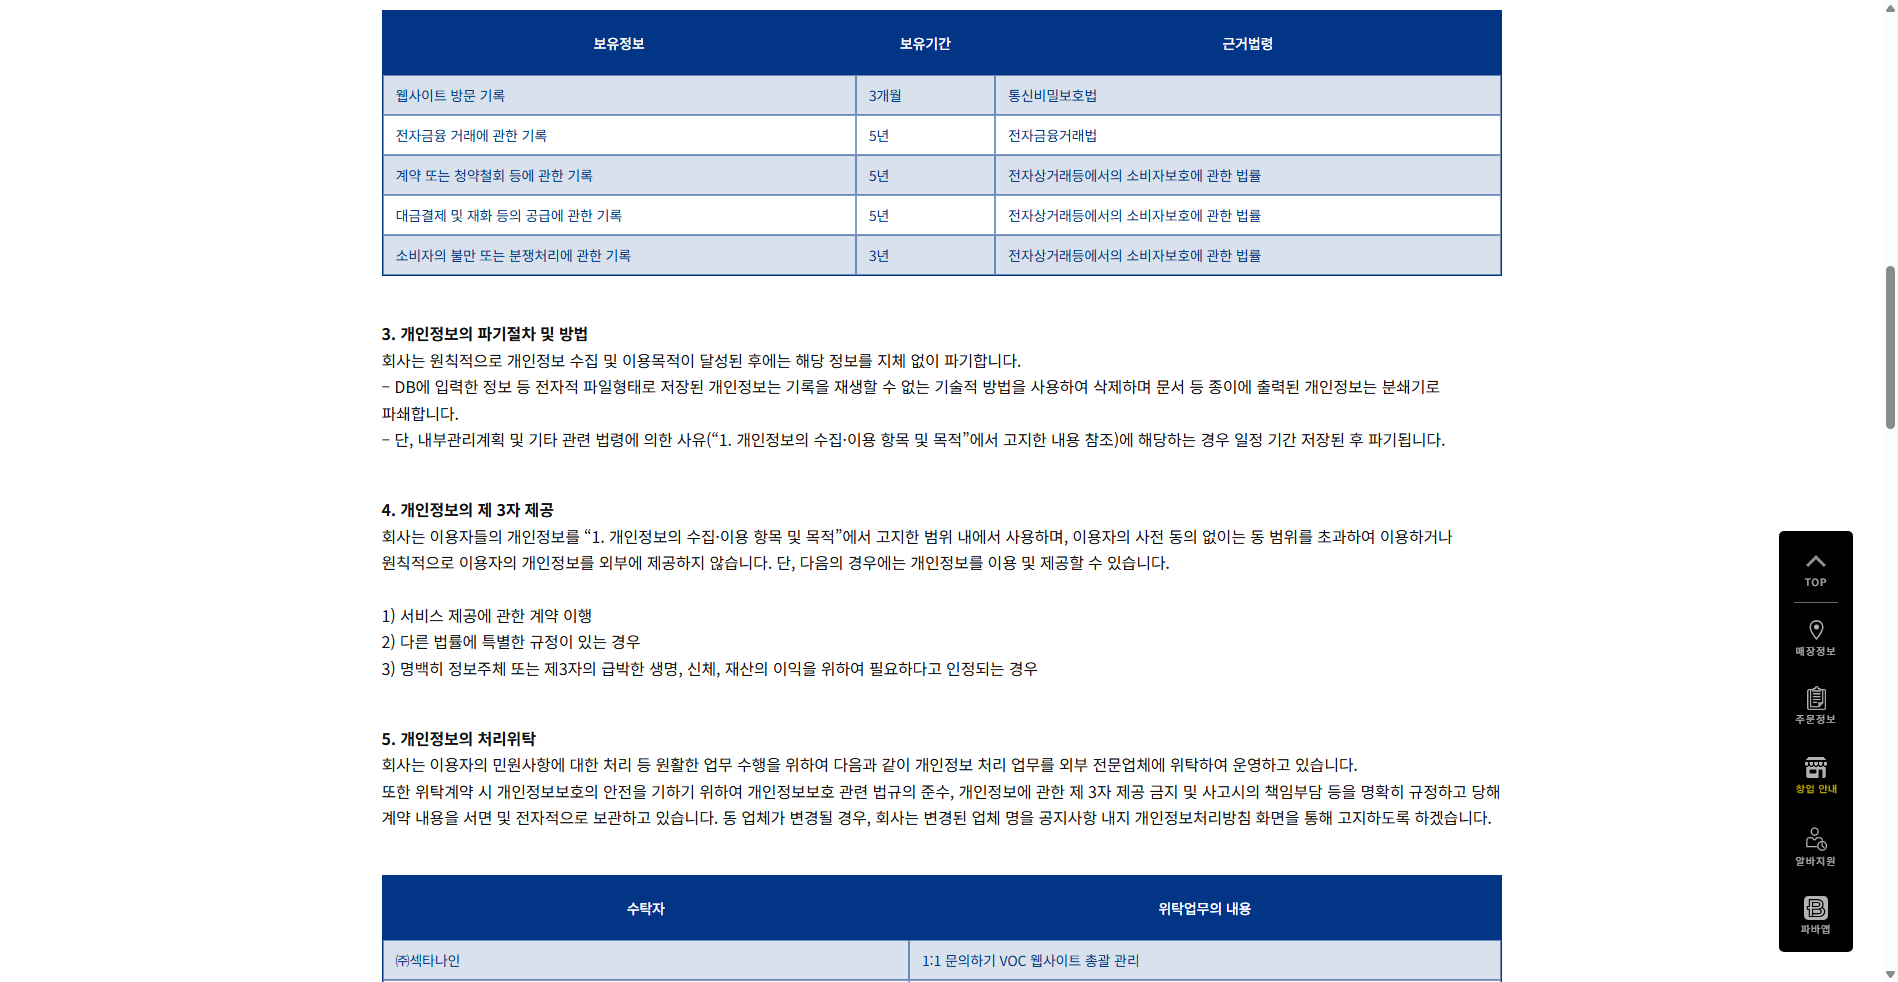 보유정보 보유기간 근거법령
웹사이트 방문 기록 3개월 통신비밀보호법
전자금융 거래에 관한 기록 5년 전자금융거래법
계약 또는 청약철회 등에 관한 기록 5년 전자상거래등에서의 소비자보호에 관한 법률
대금결제 및 재화 등의 공급에 관한 기록 5년 전자상거래등에서의 소비자보호에 관한 법률
소비자의 불만 또는 분쟁처리에 관한 기록 3년 전자상거래등에서의 소비자보호에 관한 법률
3. 개인정보의 파기절차 및 방법
회사는 원칙적으로 개인정보 수집 및 이용목적이 달성된 후에는 해당 정보를 지체 없이 파기합니다.
– DB에 입력한 정보 등 전자적 파일형태로 저장된 개인정보는 기록을 재생할 수 없는 기술적 방법을 사용하여 삭제하며 문서 등 종이에 출력된 개인정보는 분쇄기로
파쇄합니다.
– 단, 내부관리계획 및 기타 관련 법령에 의한 사유(“1. 개인정보의 수집·이용 항목 및 목적”에서 고지한 내용 참조)에 해당하는 경우 일정 기간 저장된 후 파기됩니다.
4. 개인정보의 제 3자 제공
회사는 이용자들의 개인정보를 “1. 개인정보의 수집·이용 항목 및 목적”에서 고지한 범위 내에서 사용하며, 이용자의 사전 동의 없이는 동 범위를 초과하여 이용하거나
원칙적으로 이용자의 개인정보를 외부에 제공하지 않습니다. 단, 다음의 경우에는 개인정보를 이용 및 제공할 수 있습니다.
1) 서비스 제공에 관한 계약 이행
2) 다른 법률에 특별한 규정이 있는 경우
3) 명백히 정보주체 또는 제3자의 급박한 생명, 신체, 재산의 이익을 위하여 필요하다고 인정되는 경우
5. 개인정보의 처리위탁
회사는 이용자의 민원사항에 대한 처리 등 원활한 업무 수행을 위하여 다음과 같이 개인정보 처리 업무를 외부 전문업체에 위탁하여 운영하고 있습니다.
또한 위탁계약 시 개인정보보호의 안전을 기하기 위하여 개인정보보호 관련 법규의 준수, 개인정보에 관한 제 3자 제공 금지 및 사고시의 책임부담 등을 명확히 규정하고 당해
계약 내용을 서면 및 전자적으로 보관하고 있습니다. 동 업체가 변경될 경우, 회사는 변경된 업체 명을 공지사항 내지 개인정보처리방침 화면을 통해 고지하도록 하겠습니다.
수탁자 위탁업무의 내용
㈜섹타나인 1:1 문의하기 VOC 웹사이트 총괄 관리
TOP
매장정보
주문정보
창업 안내
알바지원
파바앱